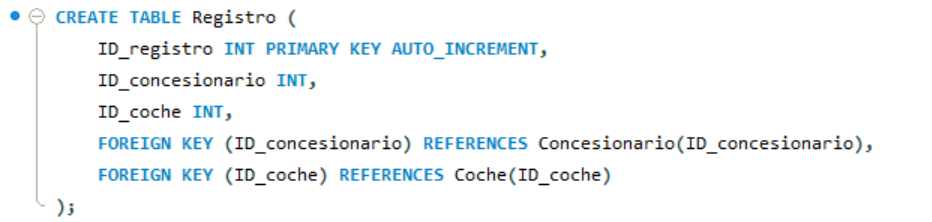 CREATE TABLE Registro (
ID_registro INT PRIMARY KEY AUTO_INCREMENT,
ID_concesionario INT,
ID_coche INT,
FOREIGN KEY (ID_concesionario) REFERENCES Concesionario(ID_concesionario),
FOREIGN KEY (ID_coche) REFERENCES Coche(ID_coche)
);